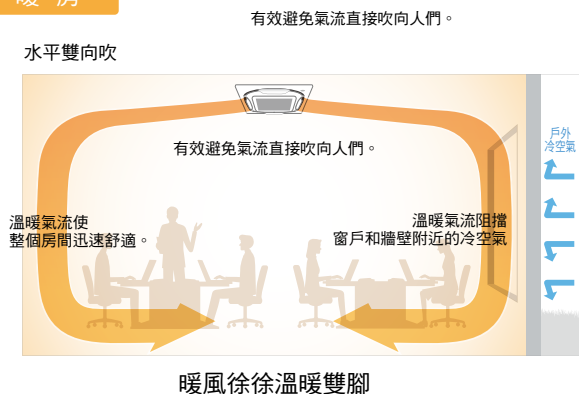 暖房
有效避免氣流直接吹向人們。
水平雙向吹
有效避免氣流直接吹向人們。
戶外
冷空氣
溫暖氣流使
整個房間迅速舒適。
溫暖氣流阻擋
窗戶和牆壁附近的冷空氣
暖風徐徐溫暖雙腳